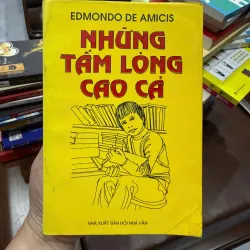 EDMONDO DE AMICIS
NHỮNG
TẤM LÒNG
CAO CẢ
NHÀ XUẤT BẢN HỘI NHÀ VĂN